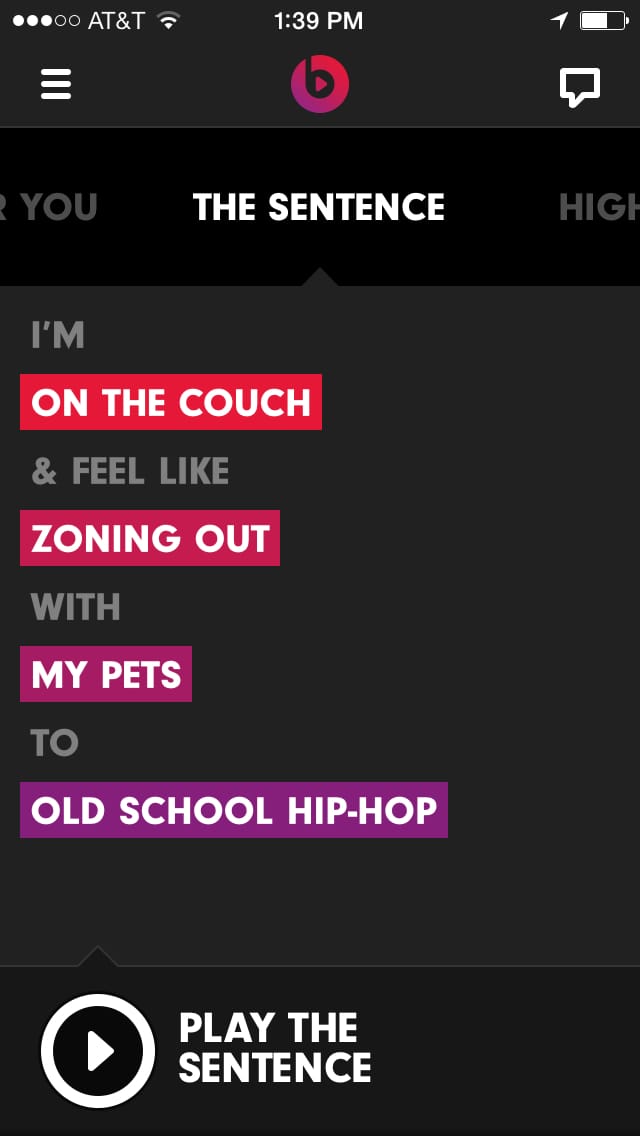 AT&T 1:39 PM
R YOU THE SENTENCE HIGH
I'M
ON THE COUCH
& FEEL LIKE
ZONING OUT
WITH
MY PETS
TO
OLD SCHOOL HIP-HOP
PLAY THE
SENTENCE